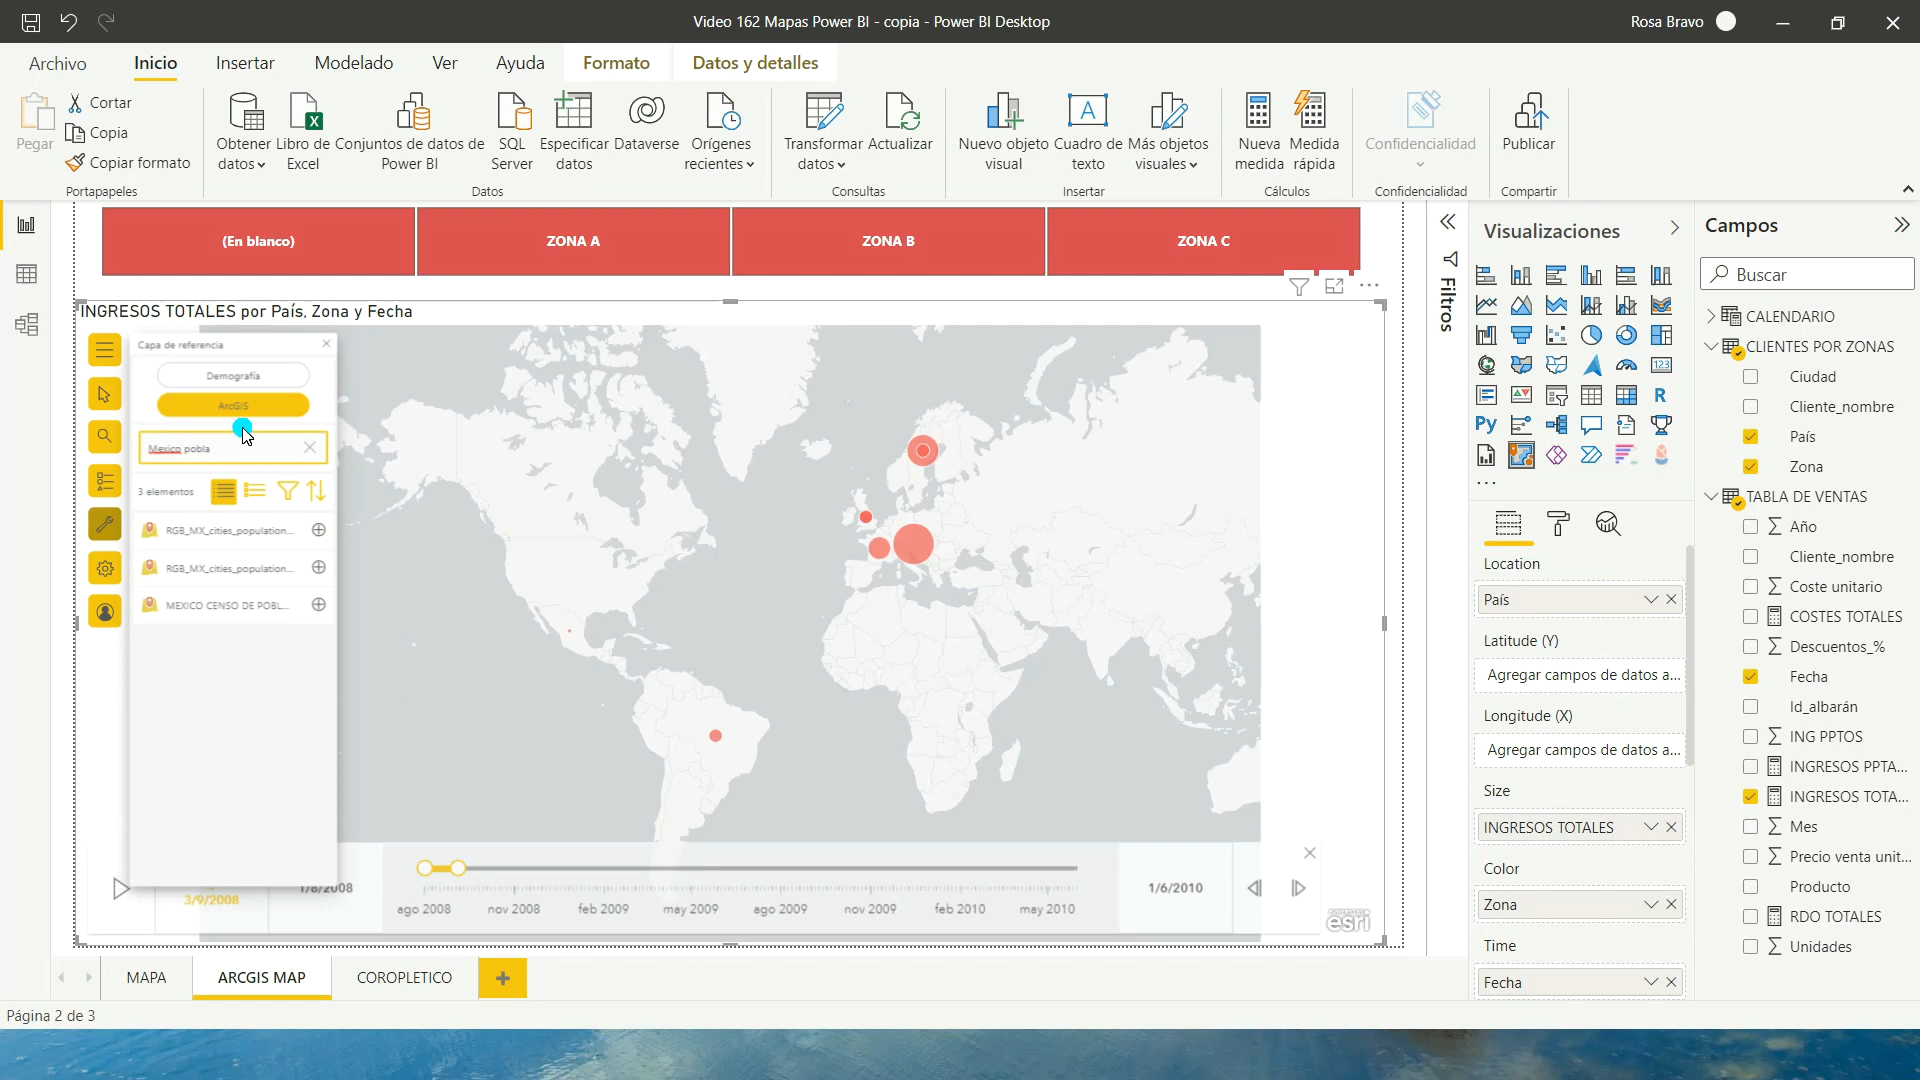 Video 162 Mapas Power BI - copia - Power BI Desktop
Rosa Bravo
Archivo
Inicio
Insertar
Modelado
Ver
Ayuda
Formato
Datos y detalles
Pegar
Cortar
Copia
Copiar formato
Portapapeles
Obtener datos
Libro de Excel
Conjuntos de datos de Power BI
SQL Server
Especificar datos
Dataverse
Orígenes recientes
Datos
Transformar datos
Actualizar
Consultas
Nuevo objeto visual
Cuadro de texto
Más objetos visuales
Insertar
Nueva medida
Medida rápida
Cálculos
Confidencialidad
Confidencialidad
Publicar
Compartir
(En blanco)
ZONA A
ZONA B
ZONA C
INGRESOS TOTALES por País, Zona y Fecha
Capa de referencia
Demografía
ArcGIS
Mexico pobla
3 elementos
RGB_MX_cities_population...
RGB_MX_cities_population...
MEXICO CENSO DE POBL...
3/9/2008
1/8/2008
ago 2008
nov 2008
feb 2009
may 2009
ago 2009
nov 2009
feb 2010
may 2010
1/6/2010
esri
Filtros
Visualizaciones
123
R
Py
Location
País
Latitude (Y)
Agregar campos de datos a...
Longitude (X)
Agregar campos de datos a...
Size
INGRESOS TOTALES
Color
Zona
Time
Fecha
Campos
Buscar
CALENDARIO
CLIENTES POR ZONAS
Ciudad
Cliente_nombre
País
Zona
TABLA DE VENTAS
Año
Cliente_nombre
Coste unitario
COSTES TOTALES
Descuentos_%
Fecha
Id_albarán
ING PPTOS
INGRESOS PPTA...
INGRESOS TOTA...
Mes
Precio venta unit...
Producto
RDO TOTALES
Unidades
MAPA
ARCGIS MAP
COROPLETICO
Página 2 de 3